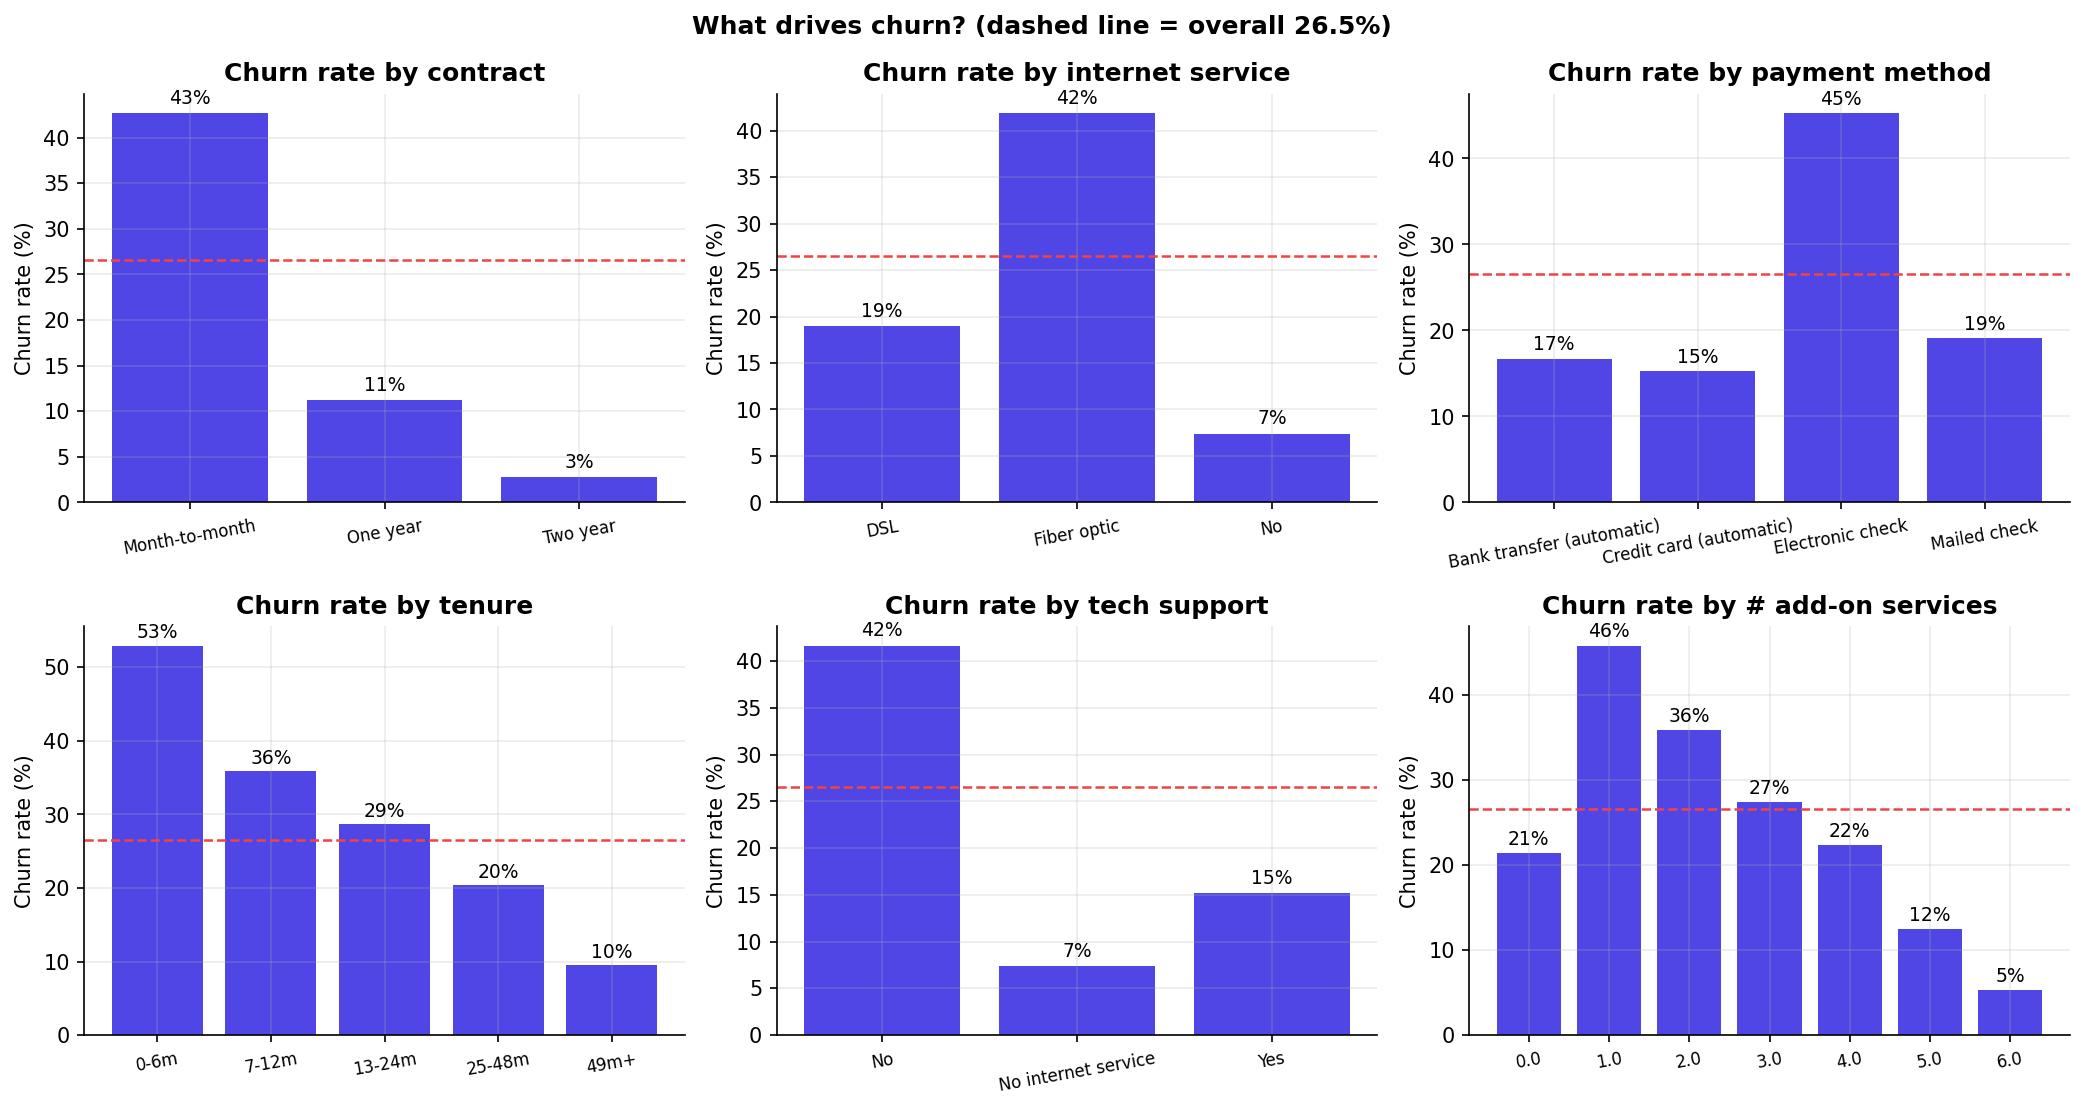 What drives churn? (dashed line = overall 26.5%)
Churn rate by contract
Churn rate (%)
40
35
30
25
20
15
10
5
0
43%
11%
3%
Month-to-month
One year
Two year
Churn rate by internet service
Churn rate (%)
40
35
30
25
20
15
10
5
0
19%
42%
7%
DSL
Fiber optic
No
Churn rate by payment method
Churn rate (%)
40
30
20
10
0
17%
15%
45%
19%
Bank transfer (automatic)
Credit card (automatic)
Electronic check
Mailed check
Churn rate by tenure
Churn rate (%)
50
40
30
20
10
0
53%
36%
29%
20%
10%
0-6m
7-12m
13-24m
25-48m
49m+
Churn rate by tech support
Churn rate (%)
40
35
30
25
20
15
10
5
0
42%
7%
15%
No
No internet service
Yes
Churn rate by # add-on services
Churn rate (%)
40
30
20
10
0
21%
46%
36%
27%
22%
12%
5%
0.0
1.0
2.0
3.0
4.0
5.0
6.0